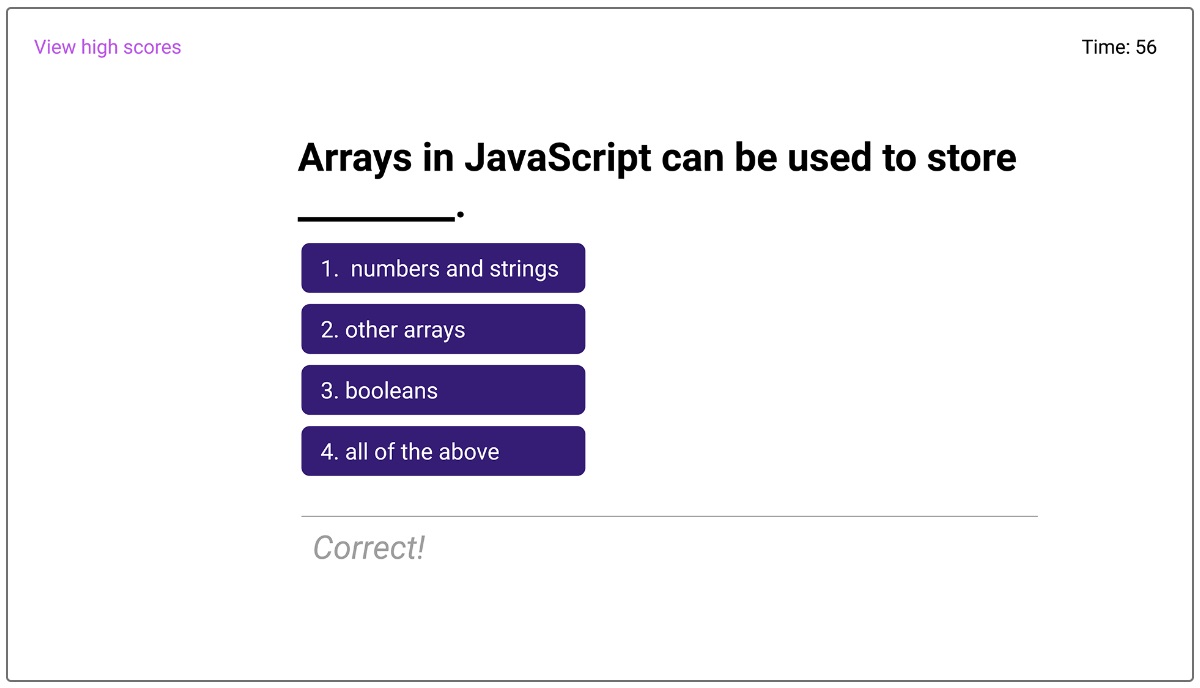 View high scores
Time: 56
Arrays in JavaScript can be used to store
________.
1. numbers and strings
2. other arrays
3. booleans
4. all of the above
Correct!